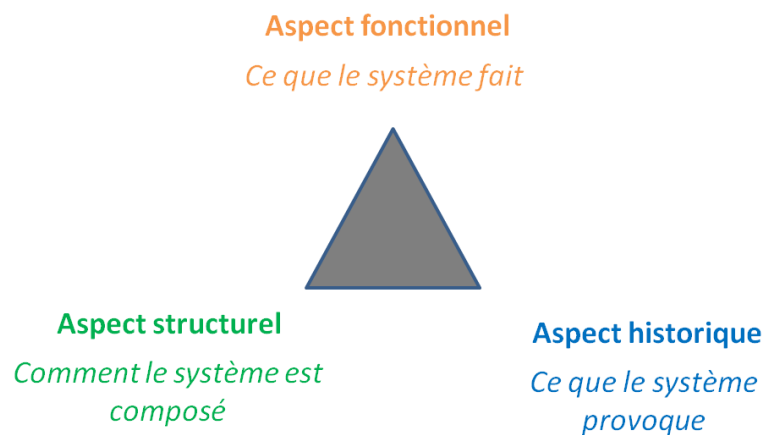 Aspect fonctionnel
Ce que le système fait
Aspect structurel
Comment le système est
composé
Aspect historique
Ce que le système
provoque